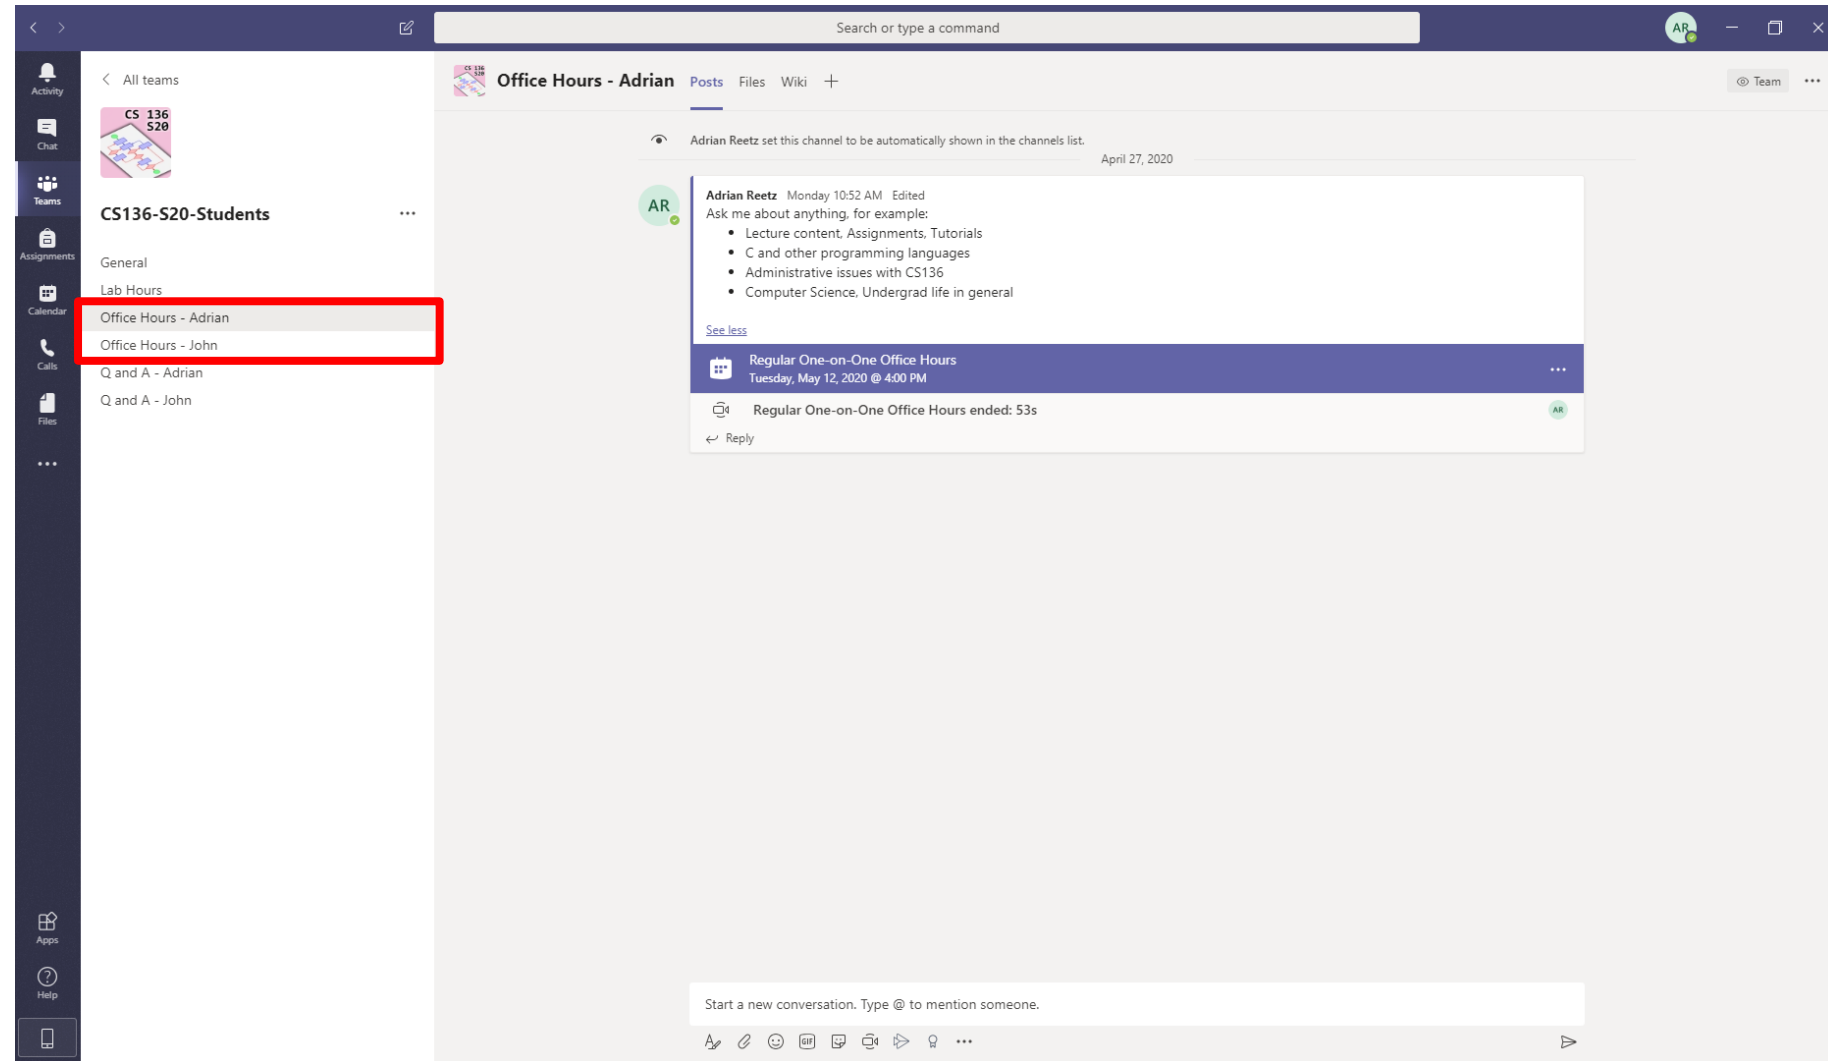 Search or type a command
AR
Activity
Chat
Teams
Assignments
Calendar
Calls
Files
Apps
Help
All teams
CS 136
S20
CS136-S20-Students
General
Lab Hours
Office Hours - Adrian
Office Hours - John
Q and A - Adrian
Q and A - John
CS 136
S20
Office Hours - Adrian Posts Files Wiki
Team
Adrian Reetz set this channel to be automatically shown in the channels list.
April 27, 2020
AR
Adrian Reetz Monday 10:52 AM Edited
Ask me about anything, for example:
• Lecture content, Assignments, Tutorials
• C and other programming languages
• Administrative issues with CS136
• Computer Science, Undergrad life in general
See less
Regular One-on-One Office Hours
Tuesday, May 12, 2020 @ 4:00 PM
Regular One-on-One Office Hours ended: 53s
AR
Reply
Start a new conversation. Type @ to mention someone.
GIF